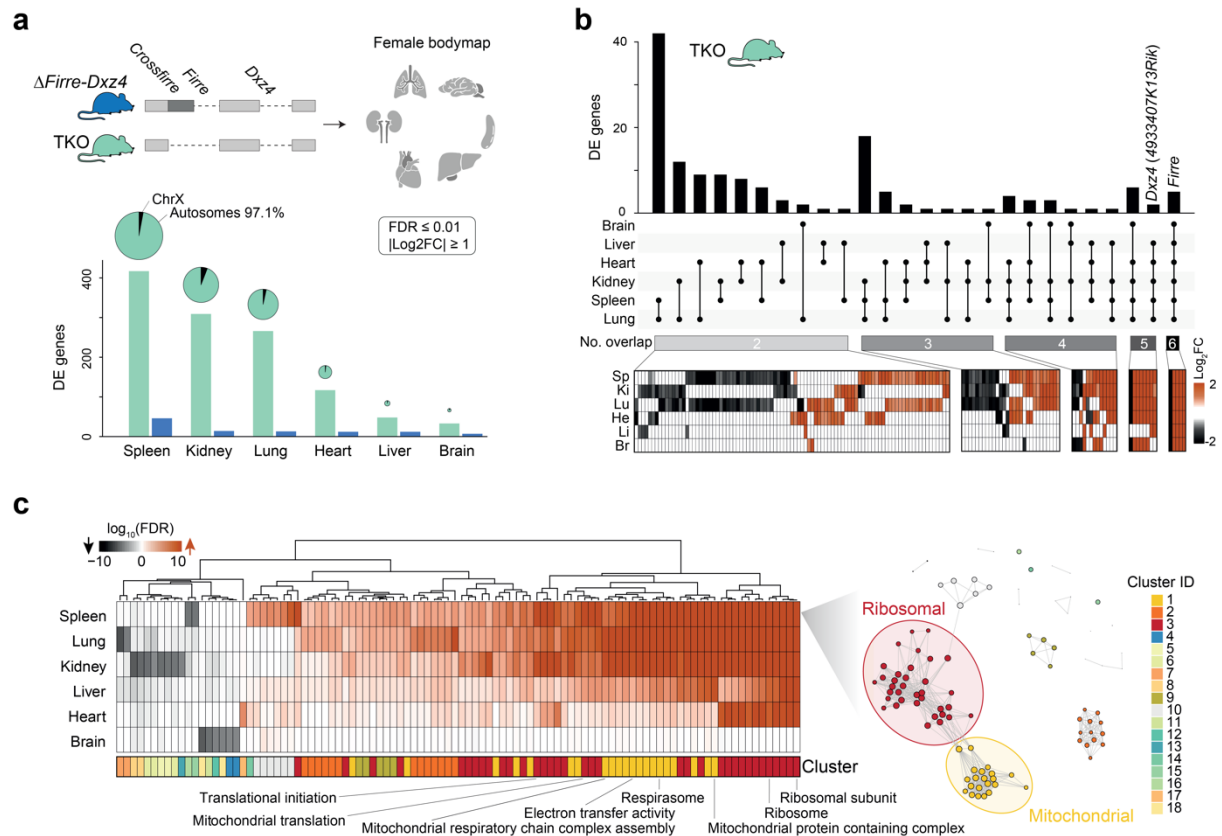 a
Crossfirre
Firre
Dxz4
ΔFirre-Dxz4
TKO
Female bodymap
ChrX
Autosomes 97.1%
FDR ≤ 0.01
|Log2FC| ≥ 1
DE genes
400
200
0
Spleen
Kidney
Lung
Heart
Liver
Brain
b
TKO
DE genes
40
20
0
Dxz4 (4933407K13Rik)
Firre
Brain
Liver
Heart
Kidney
Spleen
Lung
No. overlap
2
3
4
5
6
Sp
Ki
Lu
He
Li
Br
Log2FC
2
-2
c
log10(FDR)
−10
0
10
Spleen
Lung
Kidney
Liver
Heart
Brain
Cluster
Translational initiation
Mitochondrial translation
Mitochondrial respiratory chain complex assembly
Electron transfer activity
Respirasome
Mitochondrial protein containing complex
Ribosome
Ribosomal subunit
Ribosomal
Mitochondrial
Cluster ID
1
2
3
4
5
6
7
8
9
10
11
12
13
14
15
16
17
18